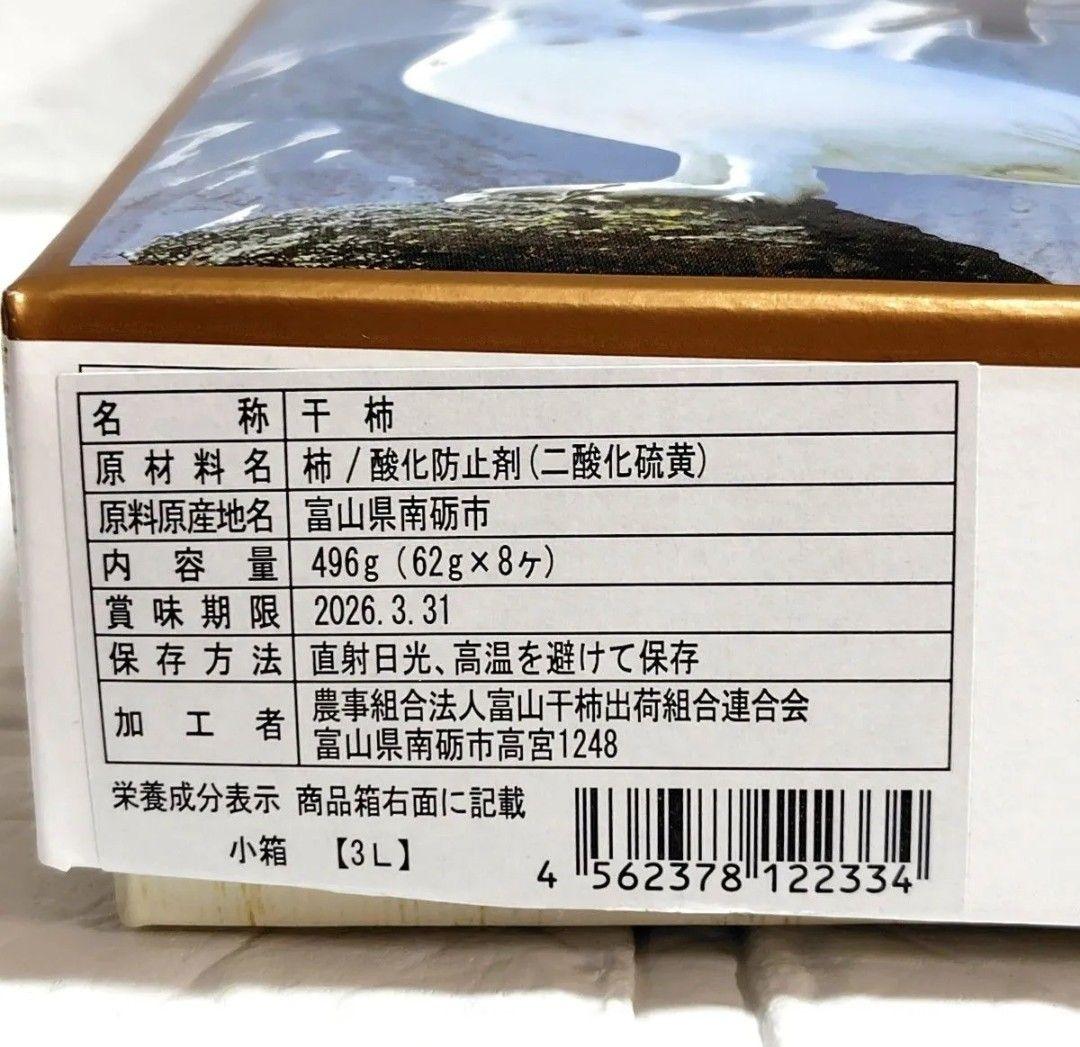 名称 干柿
原材料名 柿/酸化防止剤(二酸化硫黄)
原料原産地名 富山県南砺市
内容量 496g(62g×8ヶ)
賞味期限 2026.3.31
保存方法 直射日光、高温を避けて保存
加工者 農事組合法人富山干柿出荷組合連合会
富山県南砺市高宮1248
栄養成分表示 商品箱右面に記載
小箱 【3L】
4 562378 122334